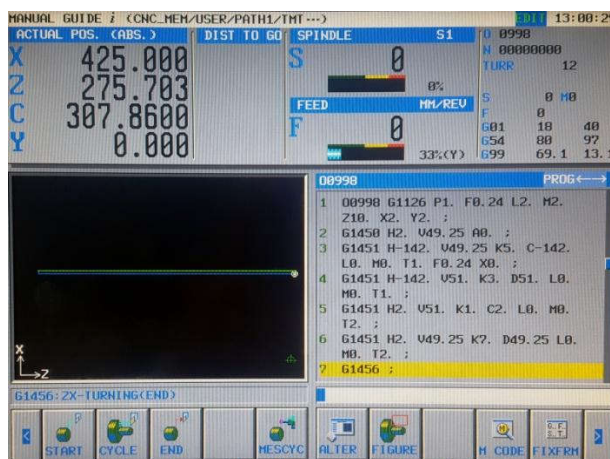 MANUAL GUIDE i (CNC_MEM/USER/PATH1/TMT···) EDIT 13:00:2
ACTUAL POS. (ABS.) DIST TO GO SPINDLE S1 O 0998
X 425.000 S 0 N 00000000
Z 275.703 0% TURR 12
C 307.8600 FEED MM/REV S 0 M0
Y 0.000 F 0 F 0
33%(Y) G01 18 40
G54 80 97
G99 69.1 13.
O0998 PROG←→
1 O0998 G1126 P1. F0.24 L2. M2.
Z10. X2. Y2. ;
2 G1450 H2. V49.25 A0. ;
3 G1451 H-142. V49.25 K5. C-142.
L0. M0. T1. F0.24 X0. ;
4 G1451 H-142. V51. K3. D51. L0.
M0. T1. ;
5 G1451 H2. V51. K1. C2. L0. M0.
T2. ;
6 G1451 H2. V49.25 K7. D49.25 L0.
M0. T2. ;
7 G1456 ;
X
Z
G1456:ZX-TURNING(END)
< START CYCLE END MESCYC ALTER FIGURE M CODE FIXFRM >